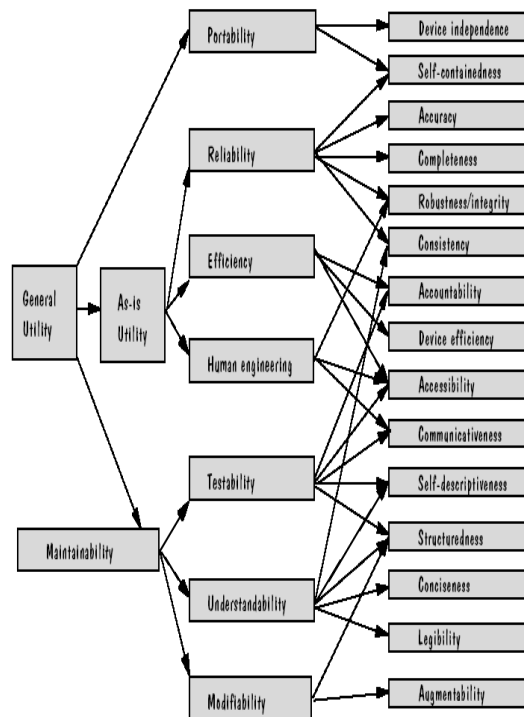 General
Utility
As-is
Utility
Maintainability
Portability
Reliability
Efficiency
Human engineering
Testability
Understandability
Modifiability
Device independence
Self-containedness
Accuracy
Completeness
Robustness/integrity
Consistency
Accountability
Device efficiency
Accessibility
Communicativeness
Self-descriptiveness
Structuredness
Conciseness
Legibility
Augmentability